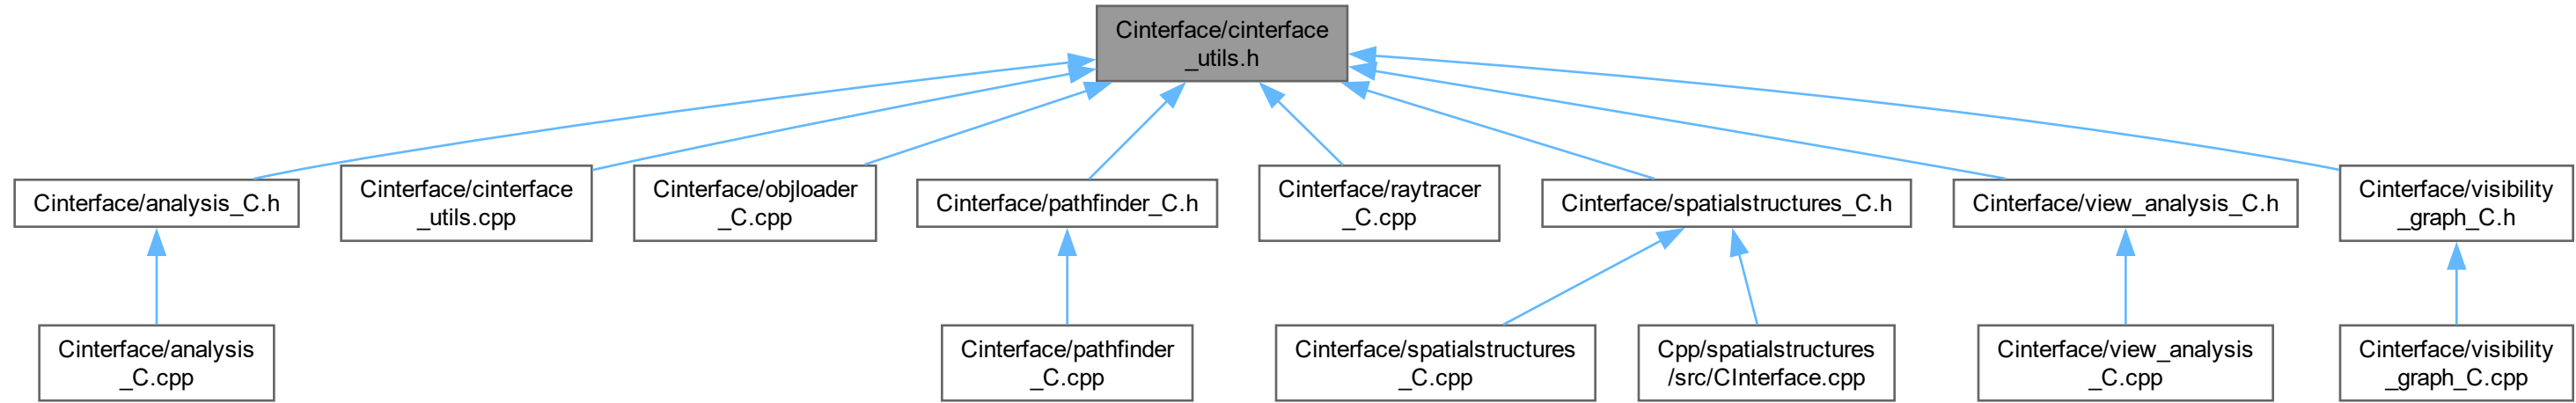 Cinterface/cinterface
_utils.h
Cinterface/analysis_C.h
Cinterface/cinterface
_utils.cpp
Cinterface/objloader
_C.cpp
Cinterface/pathfinder_C.h
Cinterface/raytracer
_C.cpp
Cinterface/spatialstructures_C.h
Cinterface/view_analysis_C.h
Cinterface/visibility
_graph_C.h
Cinterface/analysis
_C.cpp
Cinterface/pathfinder
_C.cpp
Cinterface/spatialstructures
_C.cpp
Cpp/spatialstructures
/src/CInterface.cpp
Cinterface/view_analysis
_C.cpp
Cinterface/visibility
_graph_C.cpp